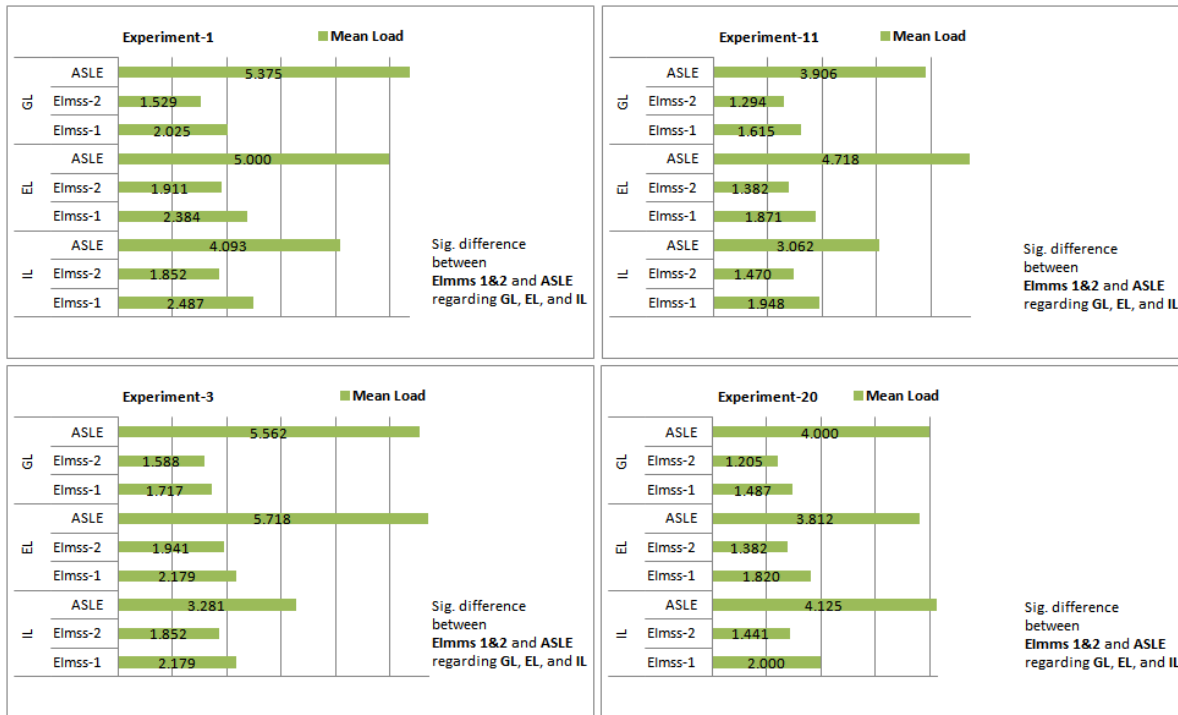 Experiment-1 Mean Load
GL
ASLE 5.375
Elmss-2 1.529
Elmss-1 2.025
EL
ASLE 5.000
Elmss-2 1.911
Elmss-1 2.384
IL
ASLE 4.093
Elmss-2 1.852
Elmss-1 2.487
Sig. difference
between
Elmms 1&2 and ASLE
regarding GL, EL, and IL
Experiment-11 Mean Load
GL
ASLE 3.906
Elmss-2 1.294
Elmss-1 1.615
EL
ASLE 4.718
Elmss-2 1.382
Elmss-1 1.871
IL
ASLE 3.062
Elmss-2 1.470
Elmss-1 1.948
Sig. difference
between
Elmms 1&2 and ASLE
regarding GL, EL, and IL
Experiment-3 Mean Load
GL
ASLE 5.562
Elmss-2 1.588
Elmss-1 1.717
EL
ASLE 5.718
Elmss-2 1.941
Elmss-1 2.179
IL
ASLE 3.281
Elmss-2 1.852
Elmss-1 2.179
Sig. difference
between
Elmms 1&2 and ASLE
regarding GL, EL, and IL
Experiment-20 Mean Load
GL
ASLE 4.000
Elmss-2 1.205
Elmss-1 1.487
EL
ASLE 3.812
Elmss-2 1.382
Elmss-1 1.820
IL
ASLE 4.125
Elmss-2 1.441
Elmss-1 2.000
Sig. difference
between
Elmms 1&2 and ASLE
regarding GL, EL, and IL